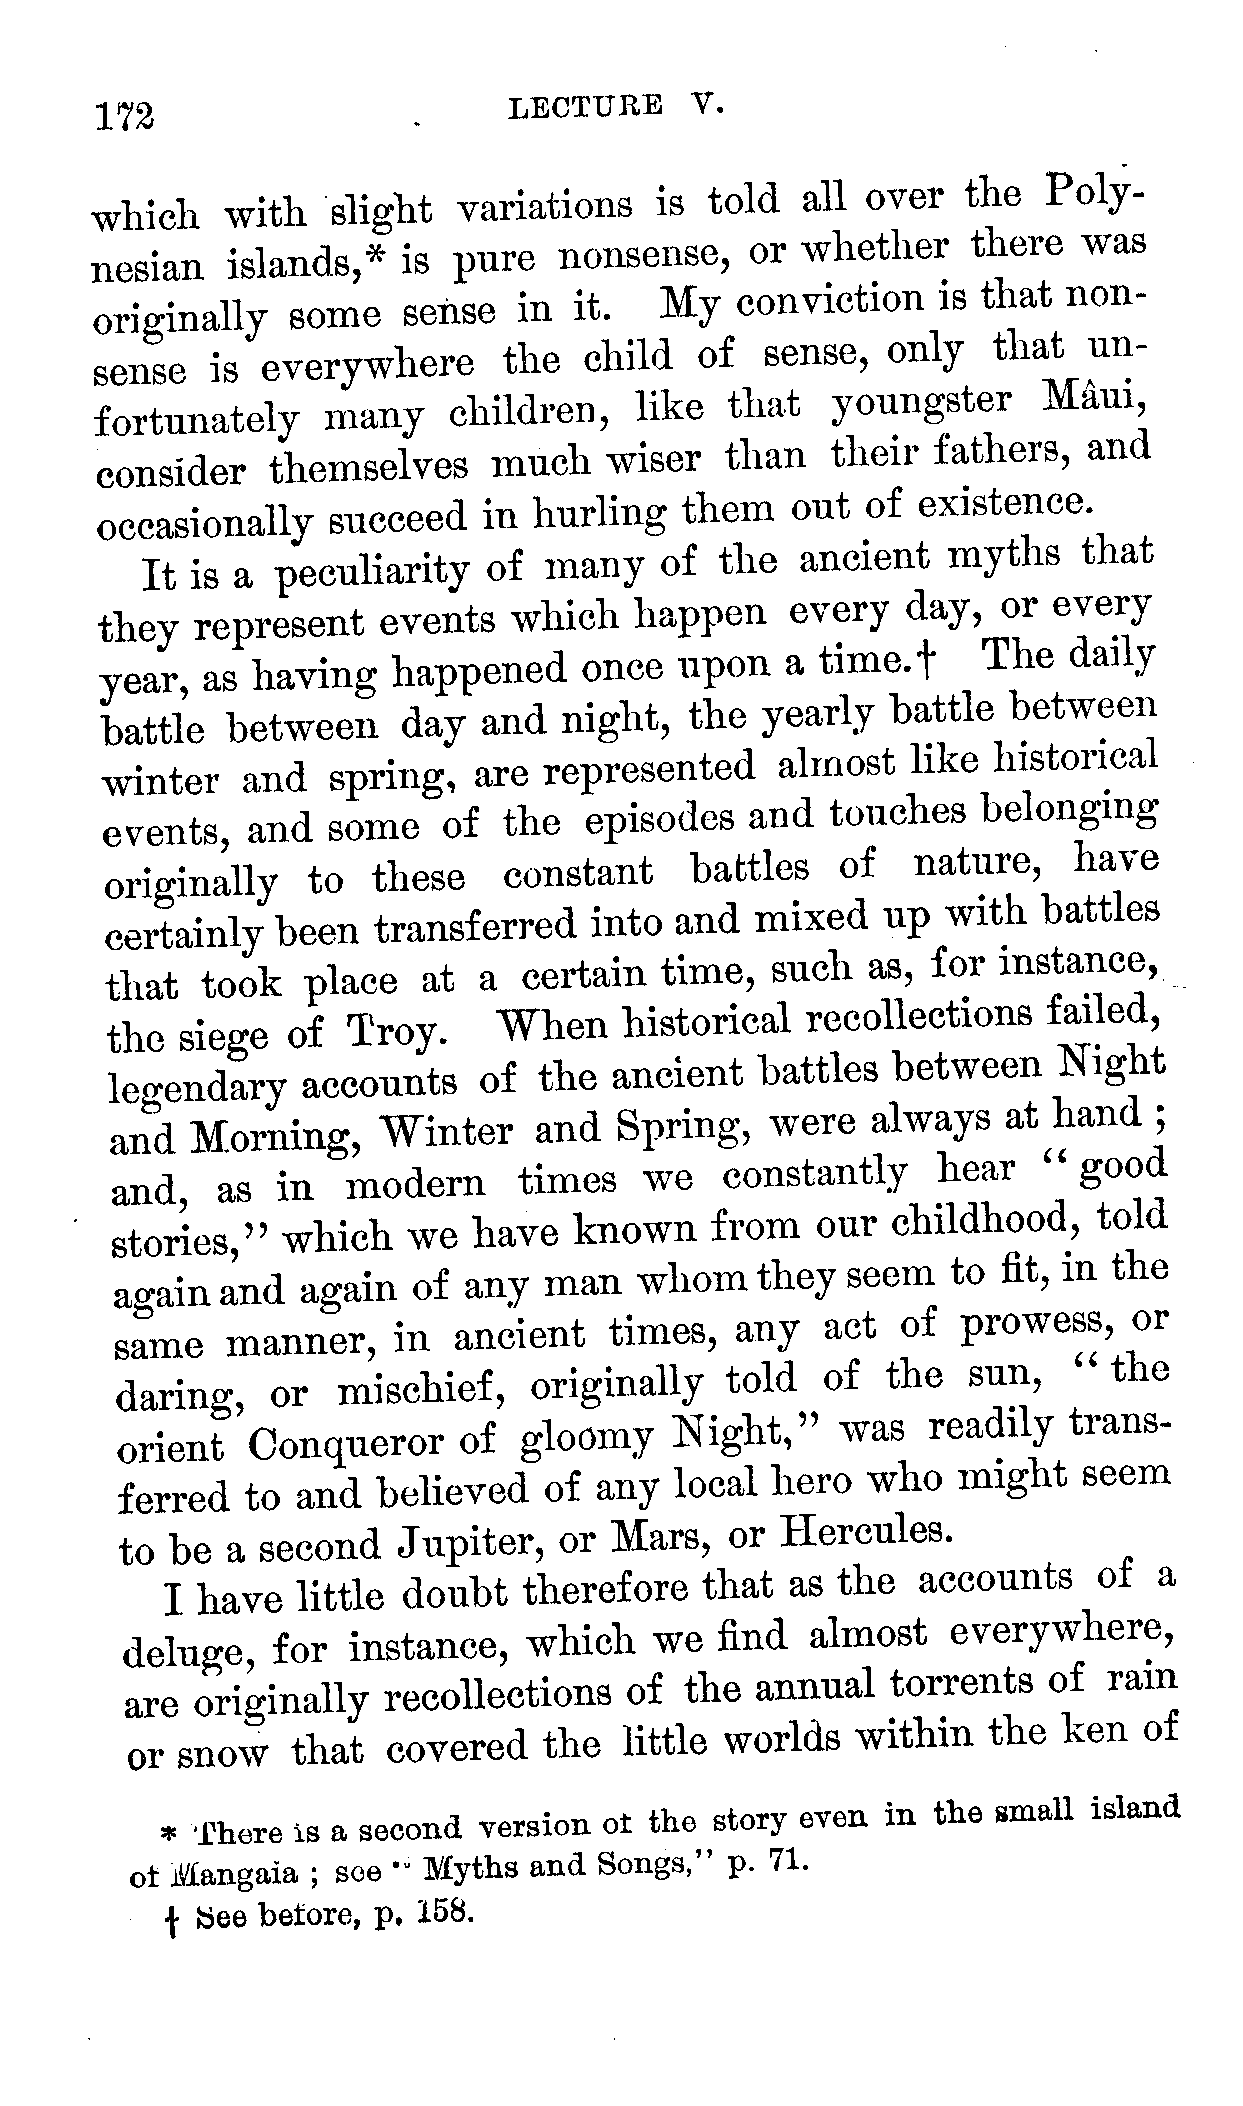 172 LECTURE V.
which with slight variations is told all over the Poly-
nesian islands,* is pure nonsense, or whether there was
originally some sense in it. My conviction is that non-
sense is everywhere the child of sense, only that un-
fortunately many children, like that youngster Mâui,
consider themselves much wiser than their fathers, and
occasionally succeed in hurling them out of existence.
It is a peculiarity of many of the ancient myths that
they represent events which happen every day, or every
year, as having happened once upon a time.† The daily
battle between day and night, the yearly battle between
winter and spring, are represented almost like historical
events, and some of the episodes and touches belonging
originally to these constant battles of nature, have
certainly been transferred into and mixed up with battles
that took place at a certain time, such as, for instance,
the siege of Troy. When historical recollections failed,
legendary accounts of the ancient battles between Night
and Morning, Winter and Spring, were always at hand ;
and, as in modern times we constantly hear “ good
stories,” which we have known from our childhood, told
again and again of any man whom they seem to fit, in the
same manner, in ancient times, any act of prowess, or
daring, or mischief, originally told of the sun, “ the
orient Conqueror of gloomy Night,” was readily trans-
ferred to and believed of any local hero who might seem
to be a second Jupiter, or Mars, or Hercules.
I have little doubt therefore that as the accounts of a
deluge, for instance, which we find almost everywhere,
are originally recollections of the annual torrents of rain
or snow that covered the little worlds within the ken of
* There is a second version of the story even in the small island
of Mangaia ; see “ Myths and Songs,” p. 71.
† See before, p. 158.